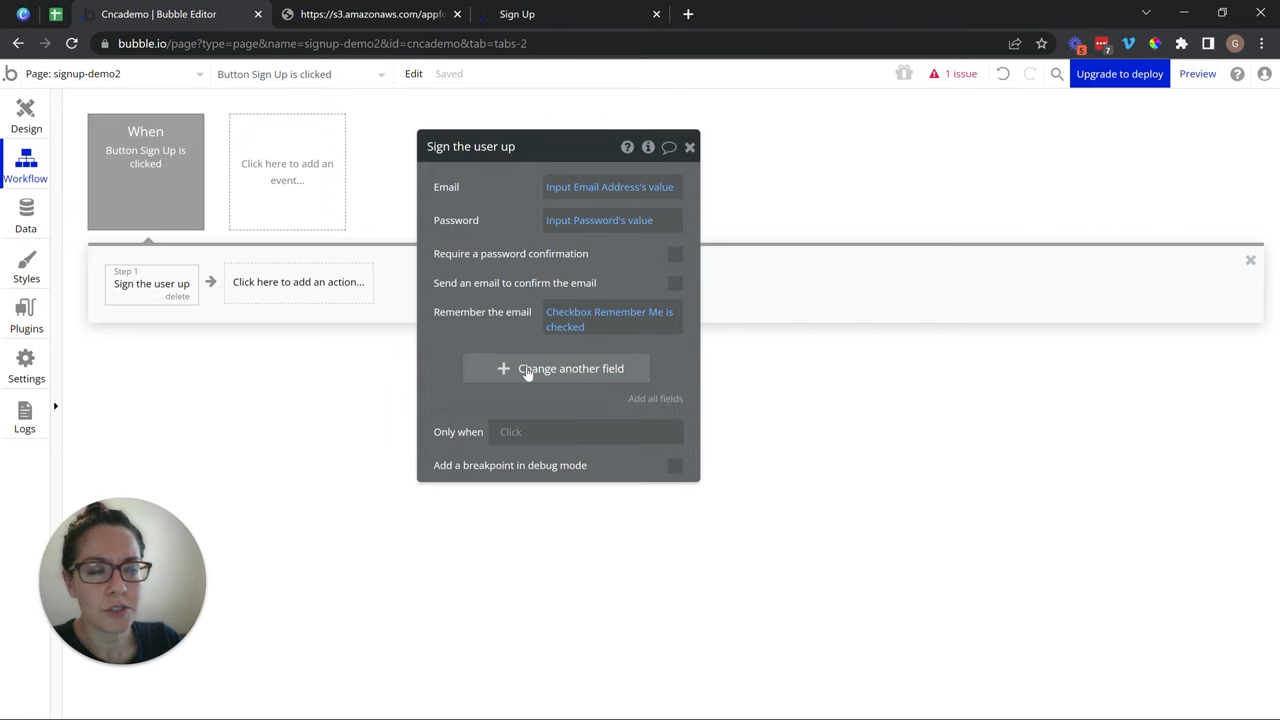 Cncademo | Bubble Editor
https://s3.amazonaws.com/appfo
Sign Up
bubble.io/page?type=page&name=signup-demo2&id=cncademo&tab=tabs-2
5
7
G
b
Page: signup-demo2
Button Sign Up is clicked
Edit
Saved
1 issue
Upgrade to deploy
Preview
Design
Workflow
Data
Styles
Plugins
Settings
Logs
When
Button Sign Up is
clicked
Click here to add an
event...
Step 1
Sign the user up
delete
Click here to add an action...
Sign the user up
Email
Input Email Address's value
Password
Input Password's value
Require a password confirmation
Send an email to confirm the email
Remember the email
Checkbox Remember Me is
checked
Change another field
Add all fields
Only when
Click
Add a breakpoint in debug mode